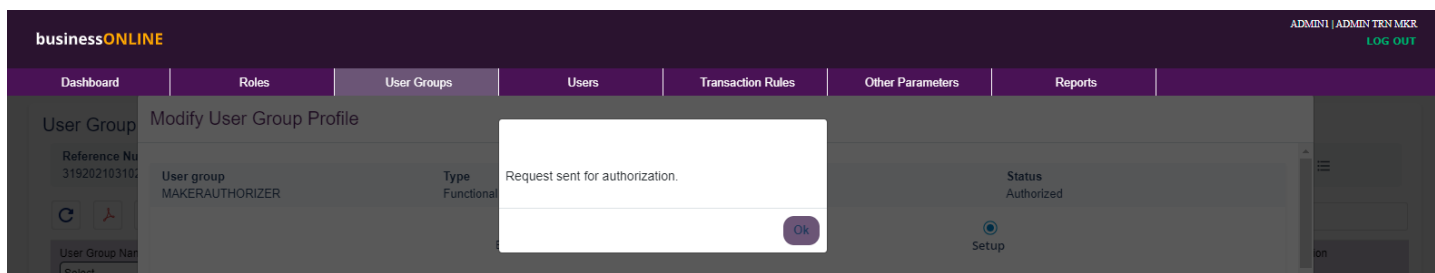 ADMIN1 | ADMIN TRN MKR
businessONLINE
LOG OUT
Dashboard Roles User Groups Users Transaction Rules Other Parameters Reports
User Group Modify User Group Profile
Reference Nu
319202103102
User group Type Status
MAKERAUTHORIZER Functional Authorized
Request sent for authorization.
Ok
Setup
User Group Nam
Select